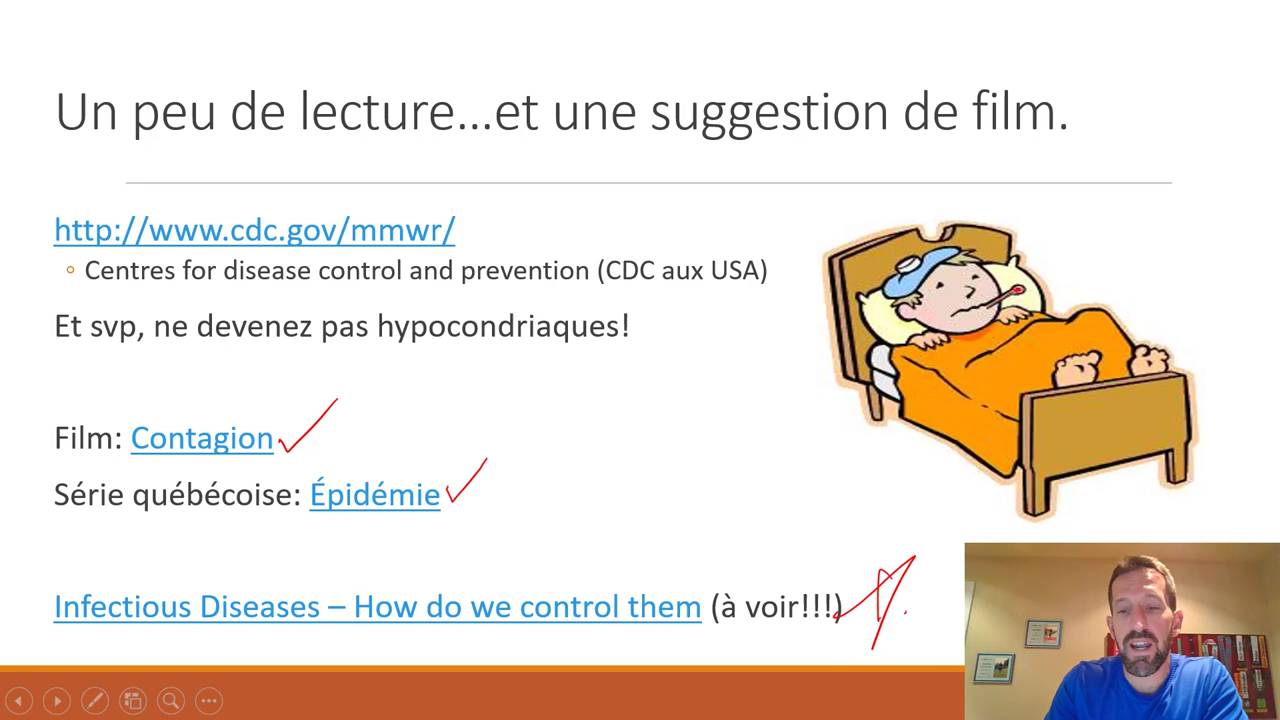 Un peu de lecture...et une suggestion de film.
http://www.cdc.gov/mmwr/
Centres for disease control and prevention (CDC aux USA)
Et svp, ne devenez pas hypocondriaques!
Film: Contagion
Série québécoise: Épidémie
Infectious Diseases – How do we control them (à voir!!!)